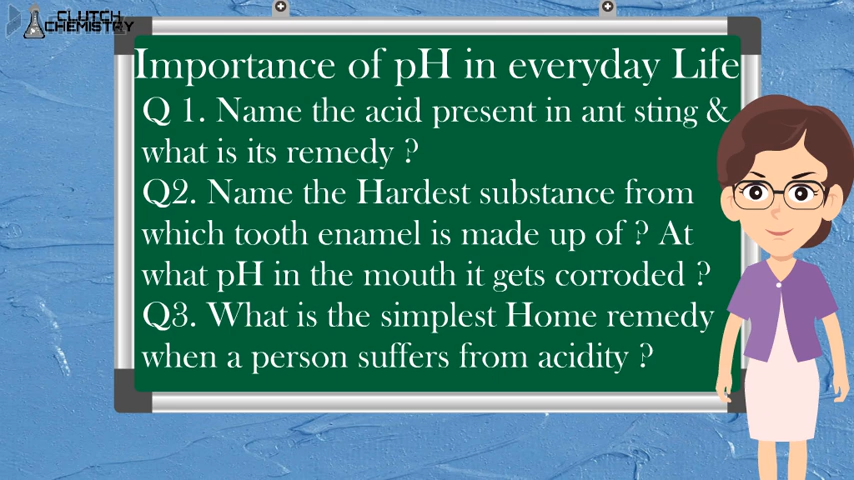 CLUTCH
CHEMISTRY
Importance of pH in everyday Life
Q 1. Name the acid present in ant sting &
what is its remedy ?
Q2. Name the Hardest substance from
which tooth enamel is made up of ? At
what pH in the mouth it gets corroded ?
Q3. What is the simplest Home remedy
when a person suffers from acidity ?